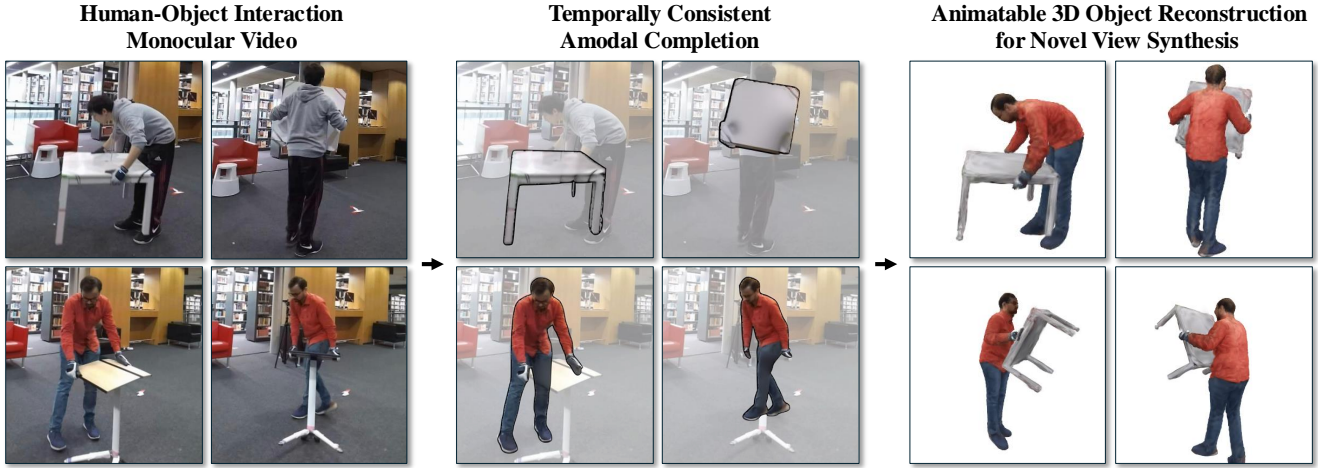 Human-Object Interaction
Monocular Video
Temporally Consistent
Amodal Completion
Animatable 3D Object Reconstruction
for Novel View Synthesis